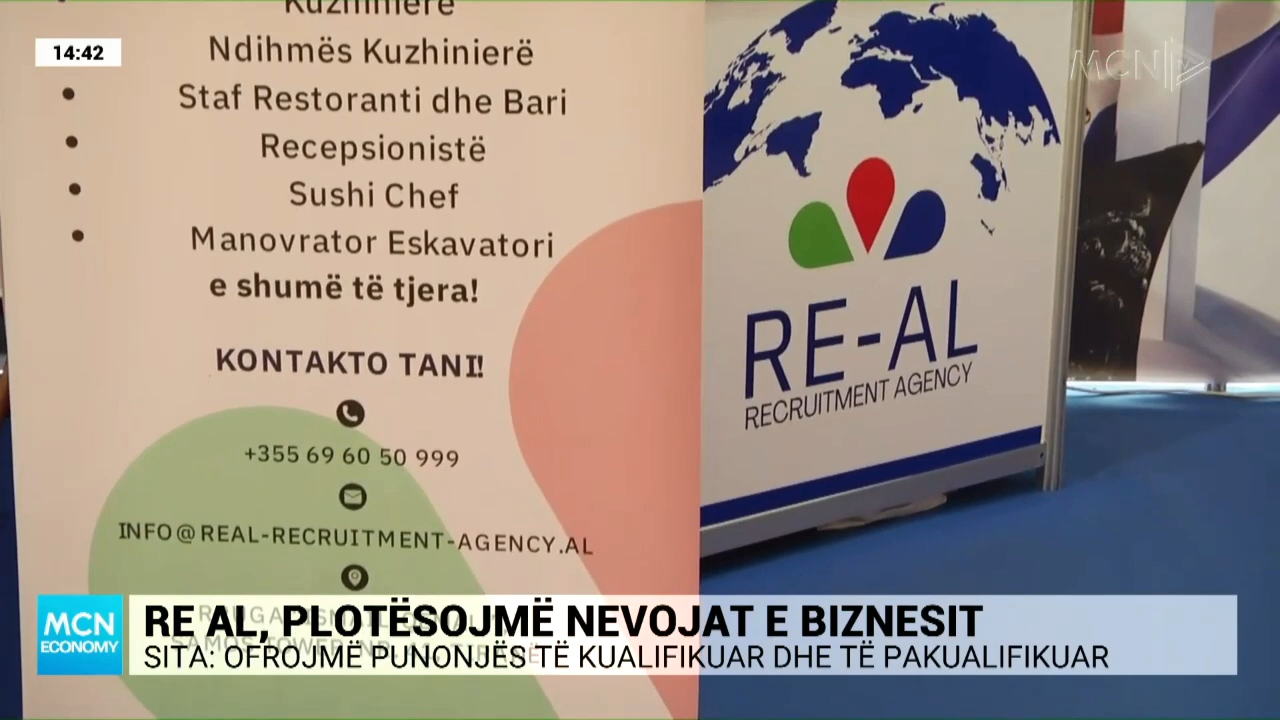 14:42
Ndihmës Kuzhinierë
Staf Restoranti dhe Bari
Recepsionistë
Sushi Chef
Manovrator Eskavatori
e shumë të tjera!
KONTAKTO TANI!
+355 69 60 50 999
INFO@REAL-RECRUITMENT-AGENCY.AL
MCN TV
RE-AL
RECRUITMENT AGENCY
MCN
ECONOMY
RE AL, PLOTËSOJMË NEVOJAT E BIZNESIT
SITA: OFROJMË PUNONJËS TË KUALIFIKUAR DHE TË PAKUALIFIKUAR